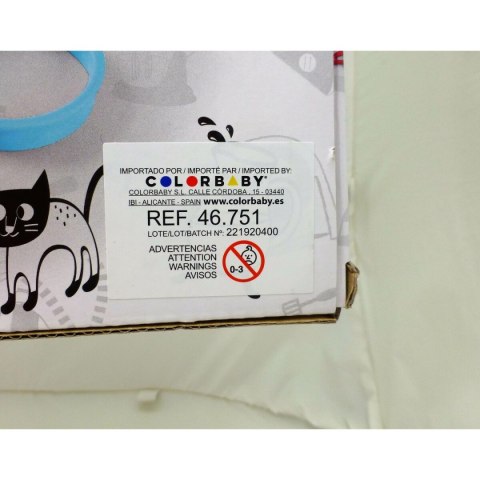 IMPORTADO POR / IMPORTÉ PAR / IMPORTED BY:
COLORBABY®
COLORBABY S.L. CALLE CÓRDOBA , 15 - 03440
IBI - ALICANTE - SPAIN www.colorbaby.es
REF. 46.751
LOTE/LOT/BATCH Nº: 221920400
ADVERTENCIAS
ATTENTION
WARNINGS
AVISOS
0-3